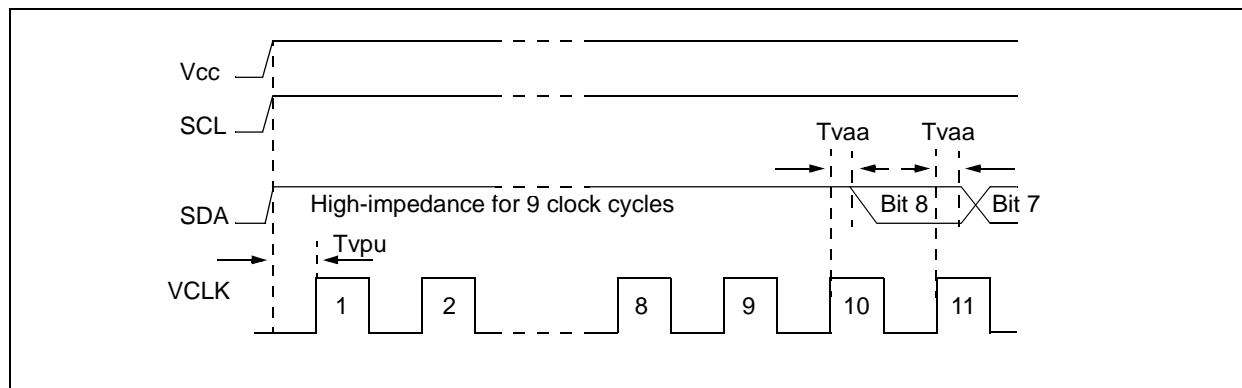 Vcc
SCL
Tvaa Tvaa
SDA High-impedance for 9 clock cycles Bit 8 Bit 7
Tvpu
VCLK 1 2 8 9 10 11